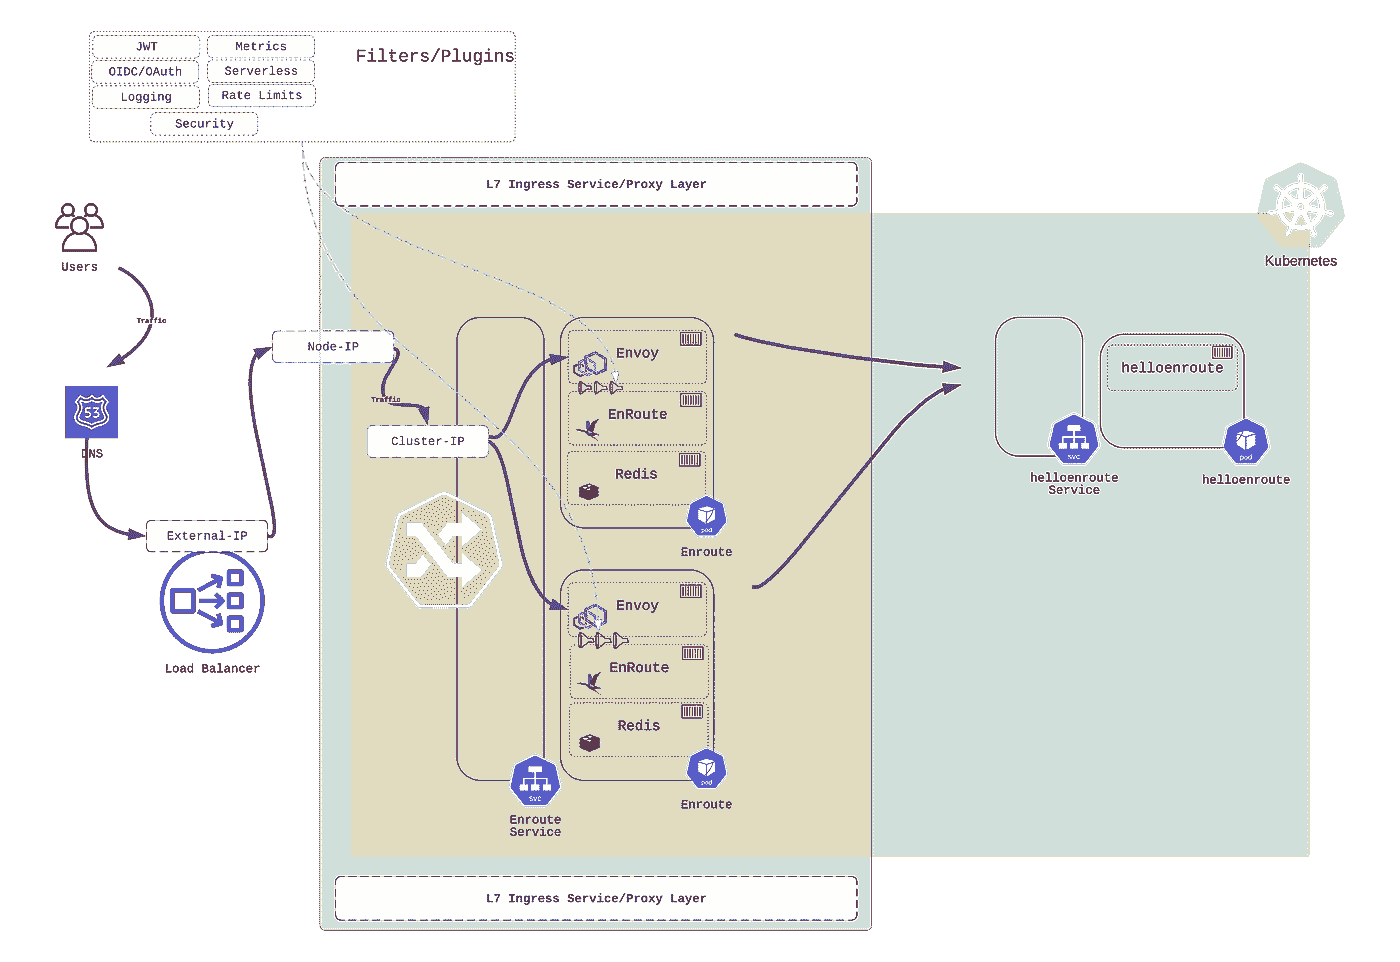 JWT
Metrics
Filters/Plugins
OIDC/OAuth
Serverless
Logging
Rate Limits
Security
L7 Ingress Service/Proxy Layer
Users
Kubernetes
Traffic
Node-IP
Envoy
helloenroute
Traffic
53
EnRoute
Cluster-IP
DNS
svc
pod
Redis
helloenroute
Service
helloenroute
External-IP
pod
Enroute
Envoy
Load Balancer
EnRoute
Redis
pod
svc
Enroute
Enroute
Service
L7 Ingress Service/Proxy Layer